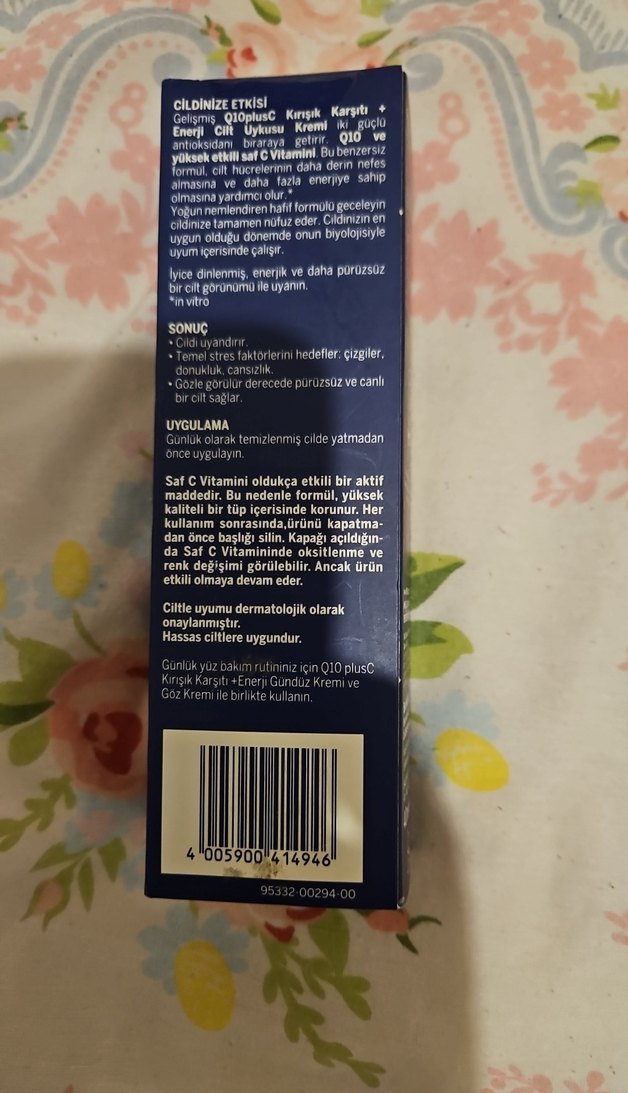 CİLDİNİZE ETKİSİ
Gelişmiş Q10plusC Kırışık Karşıtı +
Enerji Cilt Uykusu Kremi iki güçlü
antioksidanı biraraya getirir. Q10 ve
yüksek etkili saf C Vitamini. Bu benzersiz
formül, cilt hücrelerinin daha derin nefes
almasına ve daha fazla enerjiye sahip
olmasına yardımcı olur.*
Yoğun nemlendiren hafif formülü geceleyin
cildinize tamamen nüfuz eder. Cildinizin en
uygun olduğu dönemde onun biyolojisiyle
uyum içerisinde çalışır.
İyice dinlenmiş, enerjik ve daha pürüzsüz
bir cilt görünümü ile uyanın.
*in vitro
SONUÇ
• Cildi uyandırır.
• Temel stres faktörlerini hedefler: çizgiler,
donukluk, cansızlık.
• Gözle görülür derecede pürüzsüz ve canlı
bir cilt sağlar.
UYGULAMA
Günlük olarak temizlenmiş cilde yatmadan
önce uygulayın.
Saf C Vitamini oldukça etkili bir aktif
maddedir. Bu nedenle formül, yüksek
kaliteli bir tüp içerisinde korunur. Her
kullanım sonrasında,ürünü kapatma-
dan önce başlığı silin. Kapağı açıldığın-
da Saf C Vitamininde oksitlenme ve
renk değişimi görülebilir. Ancak ürün
etkili olmaya devam eder.
Ciltle uyumu dermatolojik olarak
onaylanmıştır.
Hassas ciltlere uygundur.
Günlük yüz bakım rutininiz için Q10 plusC
Kırışık Karşıtı +Enerji Gündüz Kremi ve
Göz Kremi ile birlikte kullanın.
4 005900 414946
95332-00294-00